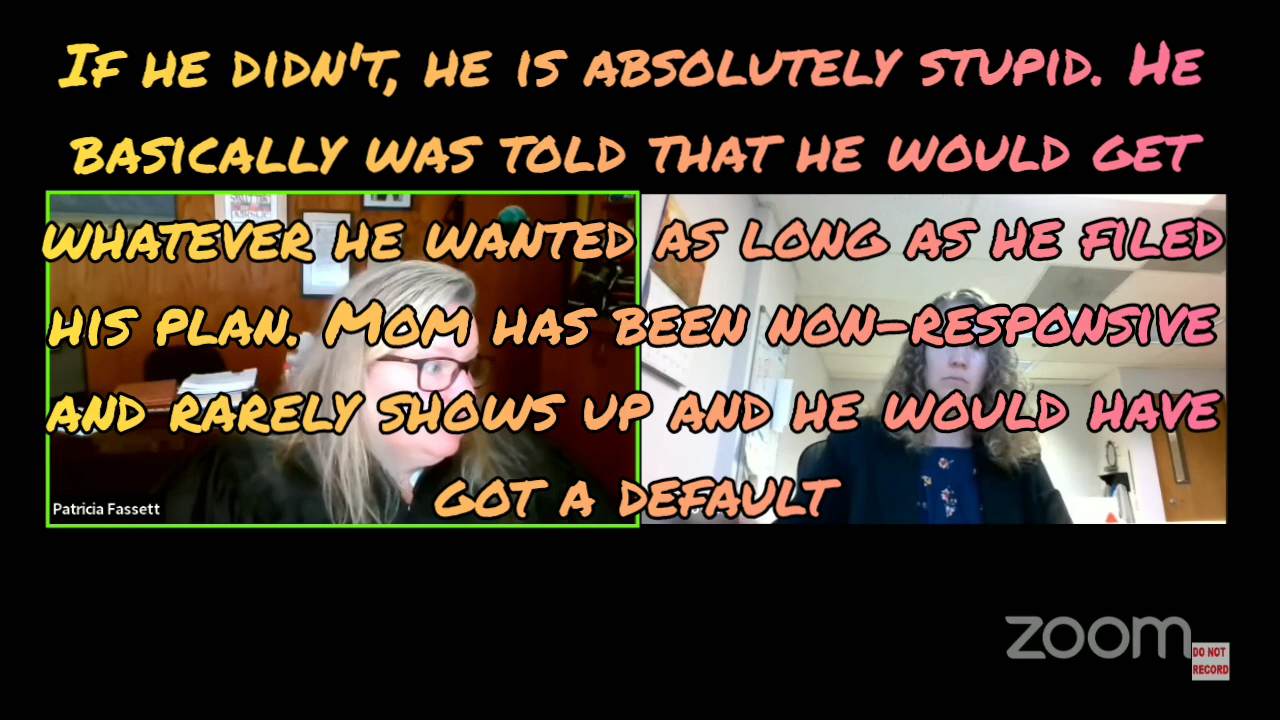 If he didn't, he is absolutely stupid. He
basically was told that he would get
whatever he wanted as long as he filed
his plan. Mom has been non-responsive
and rarely shows up and he would have
got a default
Patricia Fassett
zoom
DO NOT
RECORD